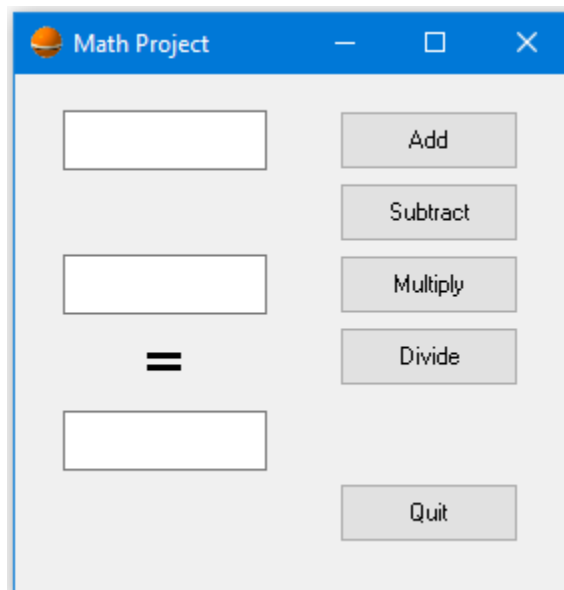 Math Project
Add
Subtract
Multiply
=
Divide
Quit